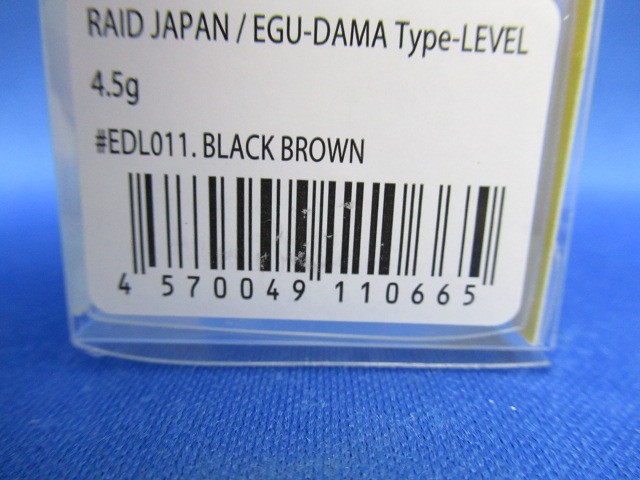 RAID JAPAN / EGU-DAMA Type-LEVEL
4.5g
#EDL011. BLACK BROWN
4 570049 110665